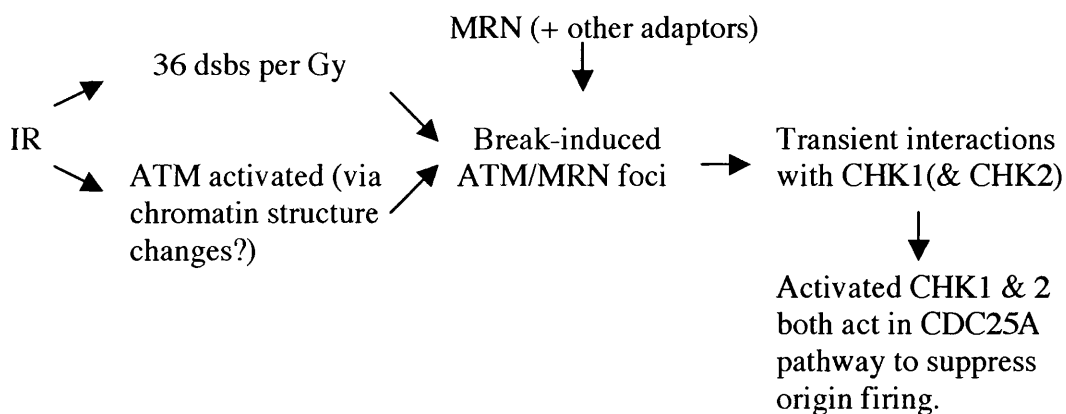 MRN (+ other adaptors)
36 dsbs per Gy
IR
Break-induced
ATM/MRN foci
Transient interactions
with CHK1(& CHK2)
ATM activated (via
chromatin structure
changes?)
Activated CHK1 & 2
both act in CDC25A
pathway to suppress
origin firing.